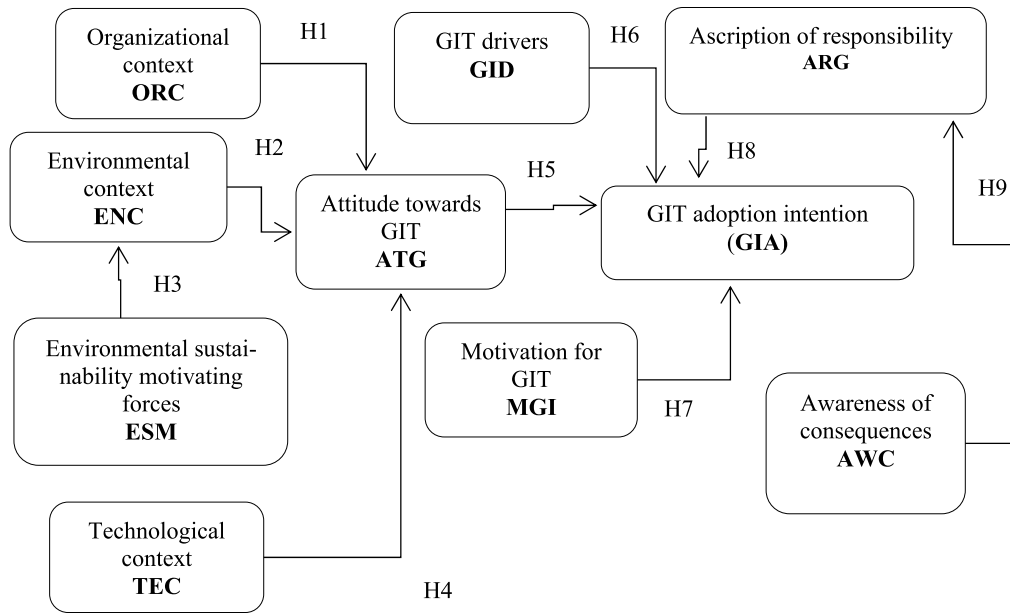 Organizational
context
ORC
H1
GIT drivers
GID
H6
Ascription of responsibility
ARG
Environmental
context
ENC
H2
H8
H5
H9
Attitude towards
GIT
ATG
GIT adoption intention
(GIA)
H3
Environmental sustai-
nability motivating
forces
ESM
Motivation for
GIT
MGI
H7
Awareness of
consequences
AWC
Technological
context
TEC
H4